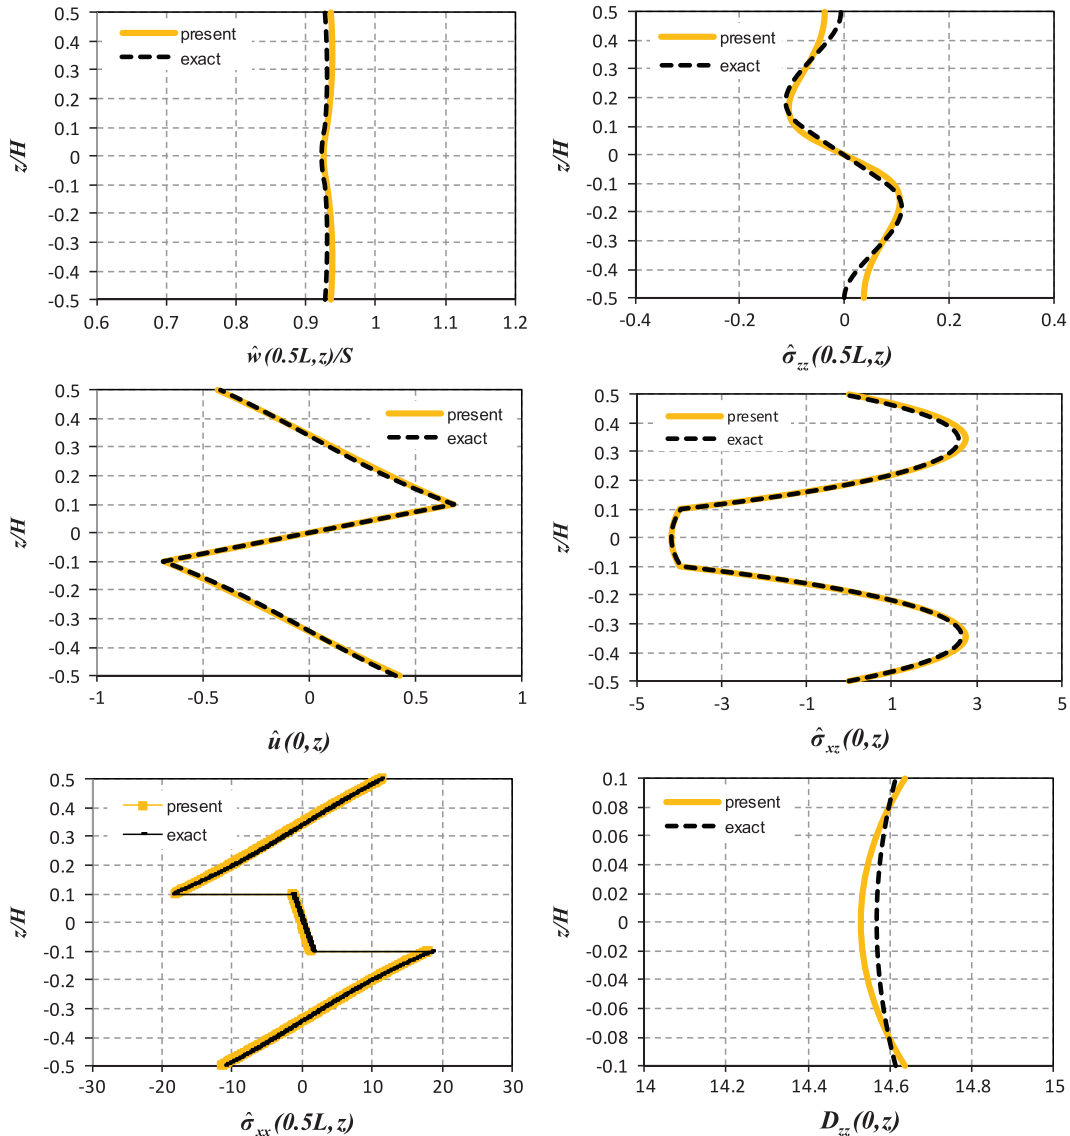 0.5
0.4
0.3
0.2
0.1
0
-0.1
-0.2
-0.3
-0.4
-0.5
z/H
present
exact
0.6 0.7 0.8 0.9 1 1.1 1.2
ŵ(0.5L,z)/S
0.5
0.4
0.3
0.2
0.1
0
-0.1
-0.2
-0.3
-0.4
-0.5
z/H
present
exact
-0.4 -0.2 0 0.2 0.4
σ̂zz(0.5L,z)
0.5
0.4
0.3
0.2
0.1
0
-0.1
-0.2
-0.3
-0.4
-0.5
z/H
present
exact
-1 -0.5 0 0.5 1
û(0,z)
0.5
0.4
0.3
0.2
0.1
0
-0.1
-0.2
-0.3
-0.4
-0.5
z/H
present
exact
-5 -3 -1 1 3 5
σ̂xz(0,z)
0.5
0.4
0.3
0.2
0.1
0
-0.1
-0.2
-0.3
-0.4
-0.5
z/H
present
exact
-30 -20 -10 0 10 20 30
σ̂xx(0.5L,z)
0.1
0.08
0.06
0.04
0.02
0
-0.02
-0.04
-0.06
-0.08
-0.1
z/H
present
exact
14 14.2 14.4 14.6 14.8 15
Dzz(0,z)